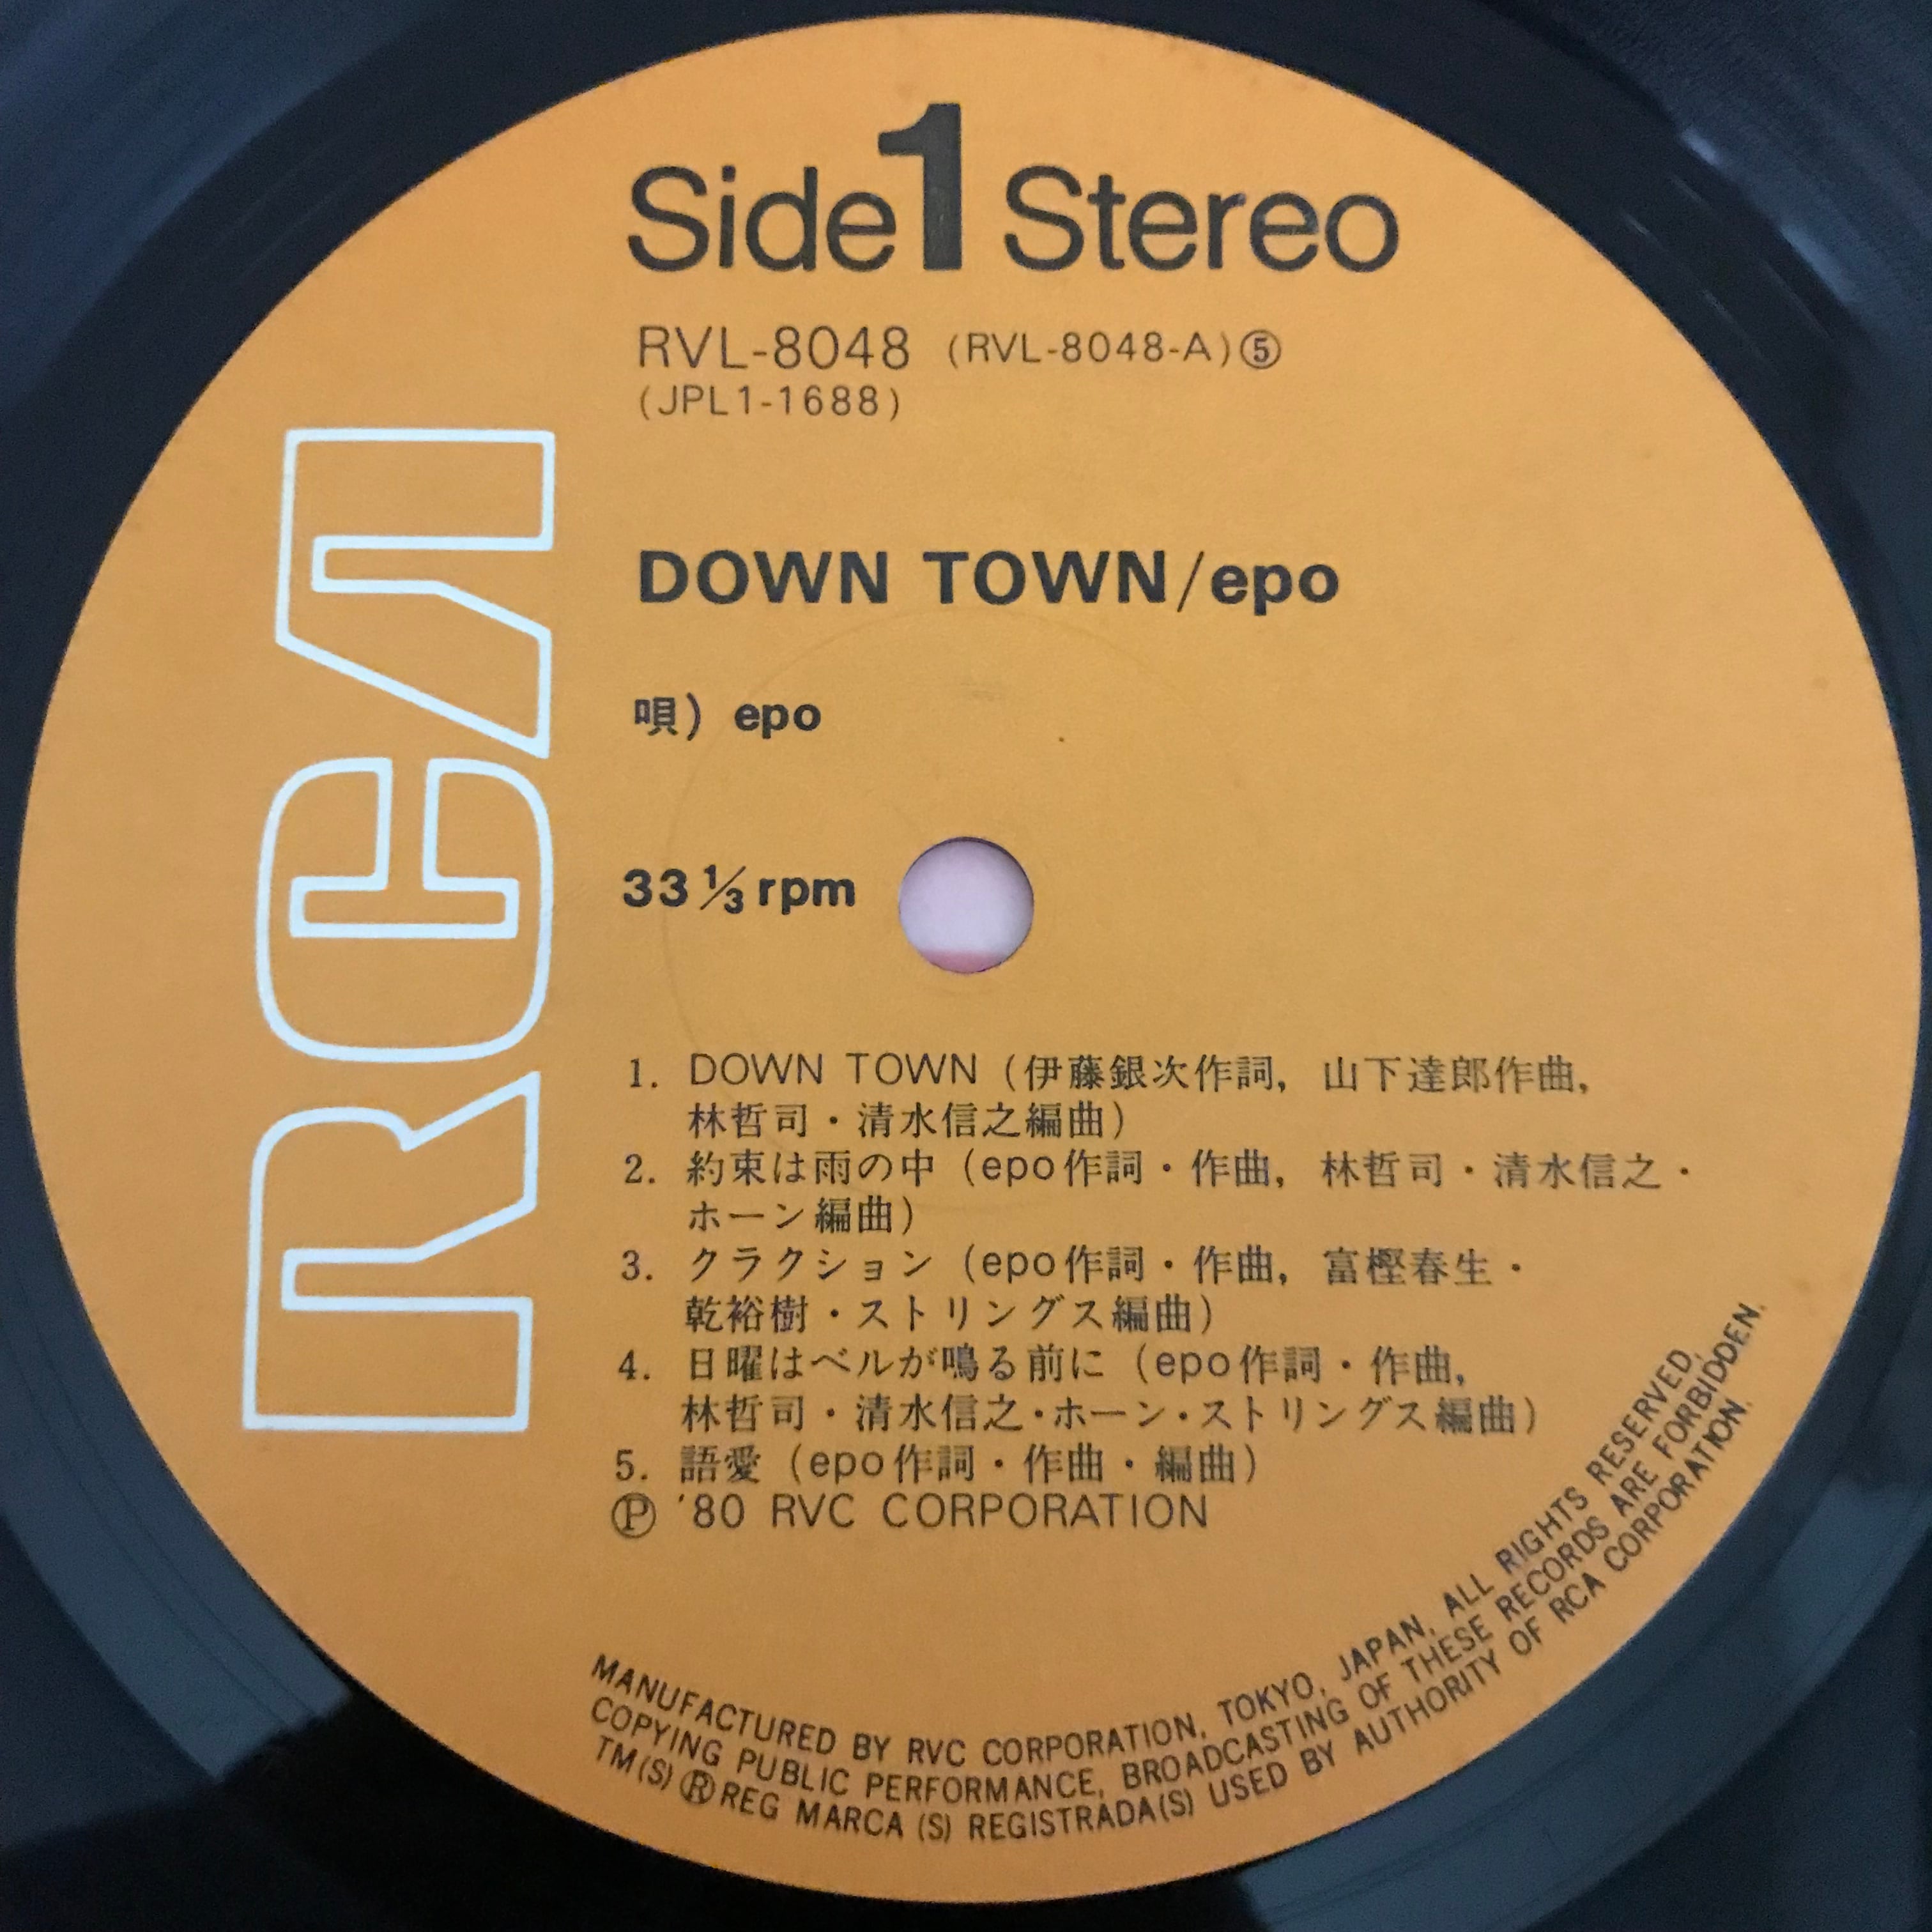 Side 1 Stereo
RVL-8048 (RVL-8048-A)⑤
(JPL1-1688)
RCA
DOWN TOWN/epo
唄) epo
33 1/3 rpm
1. DOWN TOWN (伊藤銀次作詞, 山下達郎作曲,
林哲司・清水信之編曲)
2. 約束は雨の中 (epo作詞・作曲, 林哲司・清水信之・
ホーン編曲)
3. クラクション (epo作詞・作曲, 富樫春生・
乾裕樹・ストリングス編曲)
4. 日曜はベルが鳴る前に (epo作詞・作曲,
林哲司・清水信之・ホーン・ストリングス編曲)
5. 語愛 (epo作詞・作曲・編曲)
Ⓟ '80 RVC CORPORATION
MANUFACTURED BY RVC CORPORATION, TOKYO, JAPAN, ALL RIGHTS RESERVED,
COPYING PUBLIC PERFORMANCE, BROADCASTING OF THESE RECORDS ARE FORBIDDEN.
TM(S) ® REG MARCA (S) REGISTRADA(S) USED BY AUTHORITY OF RCA CORPORATION.